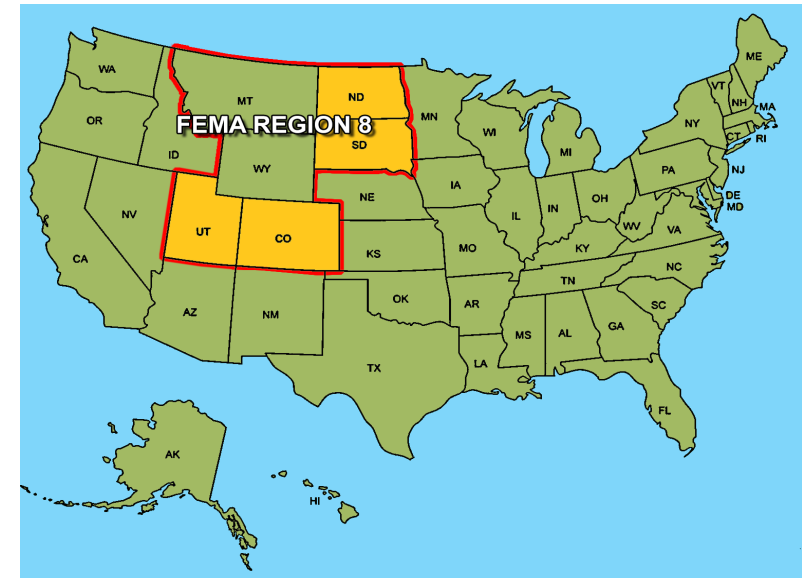 WA
MT
ND
MN
ME
VT
NH
MA
OR
FEMA REGION 8
ID
WY
SD
WI
MI
NY
CT
RI
NV
UT
CO
NE
IA
IL
IN
OH
PA
NJ
DE
MD
CA
KS
MO
KY
WV
VA
AZ
NM
OK
AR
TN
NC
SC
TX
LA
MS
AL
GA
FL
AK
HI